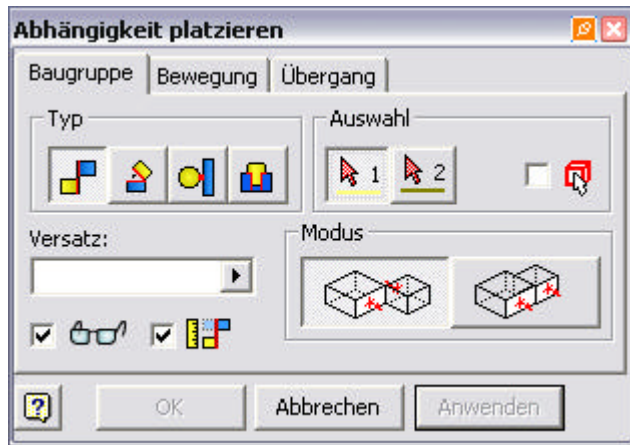 Abhängigkeit platzieren
Baugruppe Bewegung Übergang
Typ Auswahl
1 2
Versatz: Modus
? OK Abbrechen Anwenden